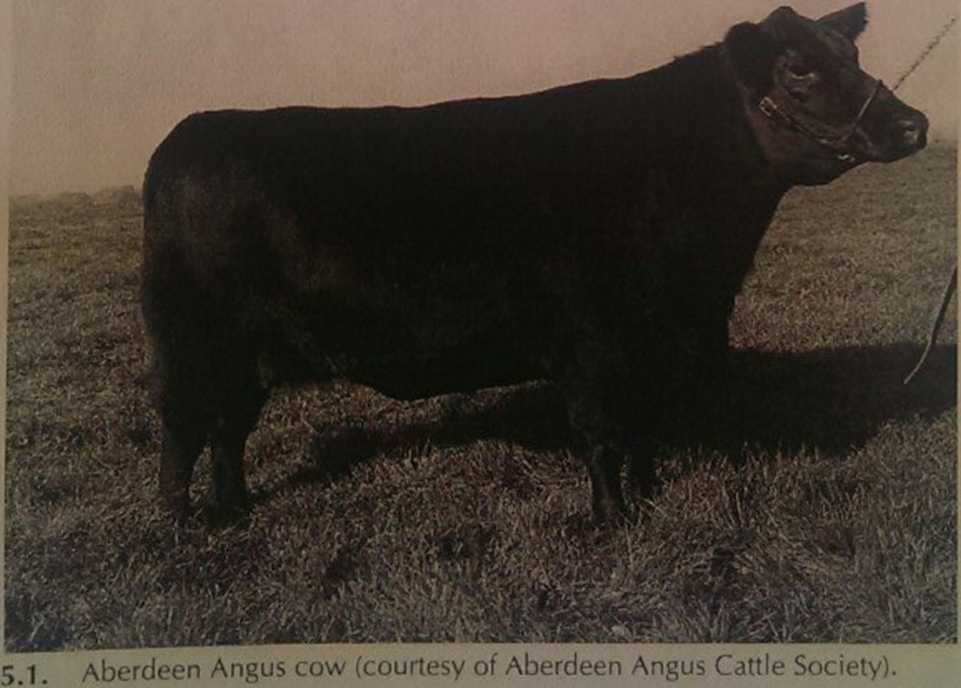 5.1. Aberdeen Angus cow (courtesy of Aberdeen Angus Cattle Society).